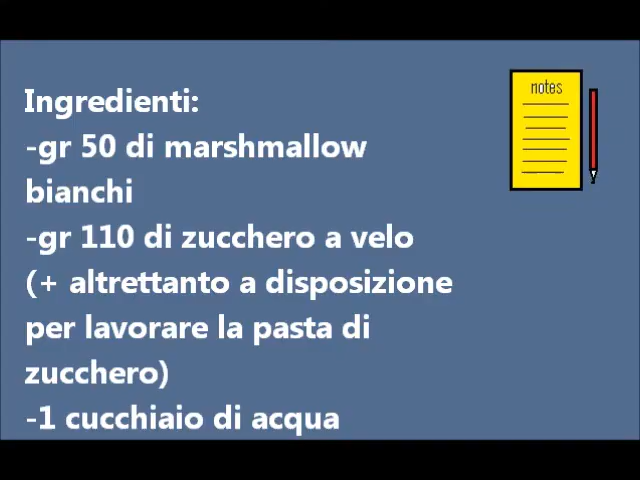 notes
Ingredienti:
-gr 50 di marshmallow
bianchi
-gr 110 di zucchero a velo
(+ altrettanto a disposizione
per lavorare la pasta di
zucchero)
-1 cucchiaio di acqua